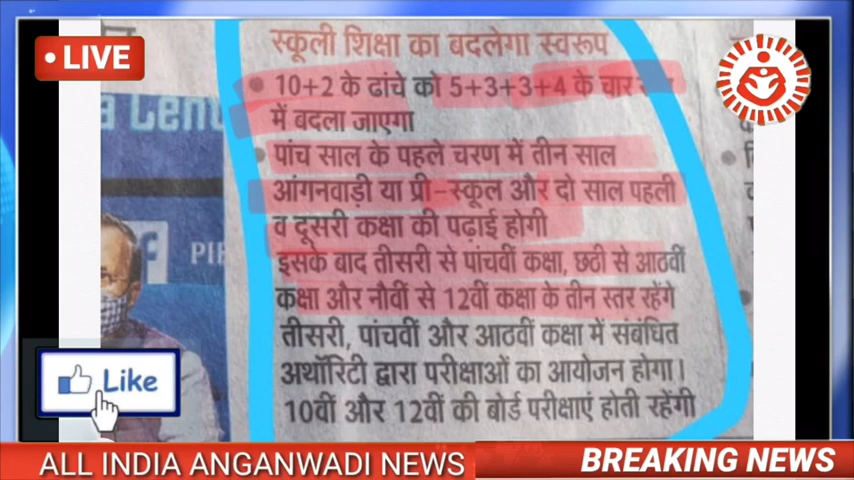 LIVE
स्कूली शिक्षा का बदलेगा स्वरूप
• 10+2 के ढांचे को 5+3+3+4 के चार
में बदला जाएगा
• पांच साल के पहले चरण में तीन साल
आंगनवाड़ी या प्री-स्कूल और दो साल पहली
व दूसरी कक्षा की पढ़ाई होगी
इसके बाद तीसरी से पांचवीं कक्षा, छठी से आठवीं
कक्षा और नौवीं से 12वीं कक्षा के तीन स्तर रहेंगे
तीसरी, पांचवीं और आठवीं कक्षा में संबंधित
अथॉरिटी द्वारा परीक्षाओं का आयोजन होगा।
10वीं और 12वीं की बोर्ड परीक्षाएं होती रहेंगी
PIB
Like
ALL INDIA ANGANWADI NEWS
BREAKING NEWS